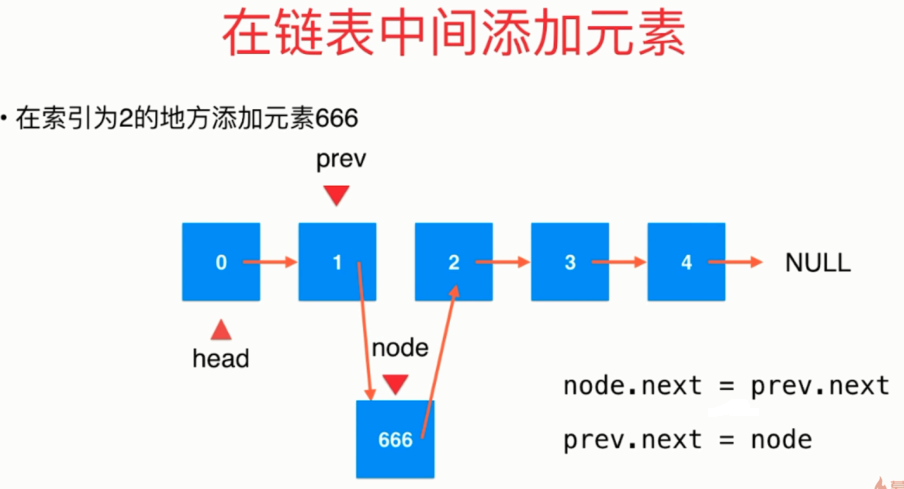 在链表中间添加元素
• 在索引为2的地方添加元素666
prev
0 1 2 3 4 NULL
head
node
666
node.next = prev.next
prev.next = node